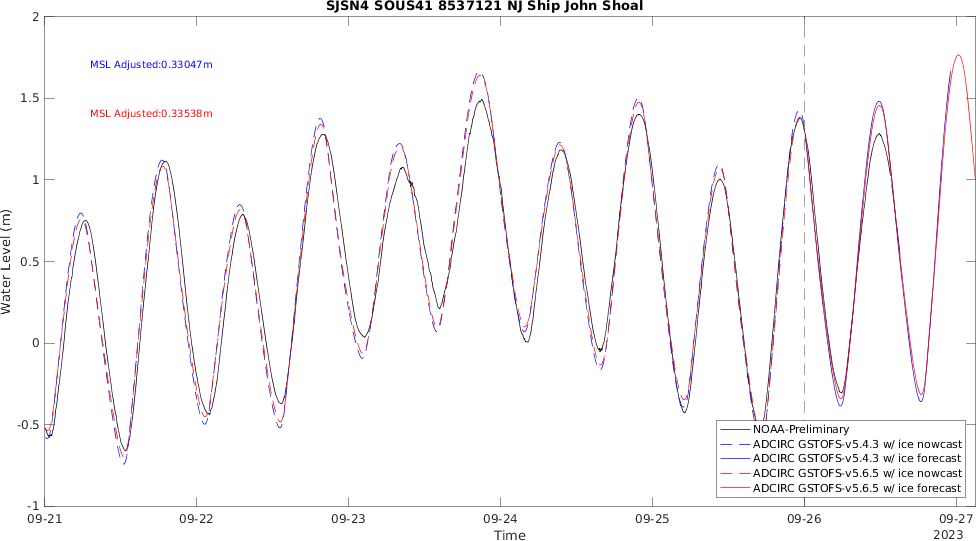 SJSN4 SOUS41 8537121 NJ Ship John Shoal
2
1.5
1
0.5
0
-0.5
-1
Water Level (m)
MSL Adjusted:0.33047m
MSL Adjusted:0.33538m
NOAA-Preliminary
ADCIRC GSTOFS-v5.4.3 w/ ice nowcast
ADCIRC GSTOFS-v5.4.3 w/ ice forecast
ADCIRC GSTOFS-v5.6.5 w/ ice nowcast
ADCIRC GSTOFS-v5.6.5 w/ ice forecast
09-21 09-22 09-23 09-24 09-25 09-26 09-27
Time
2023